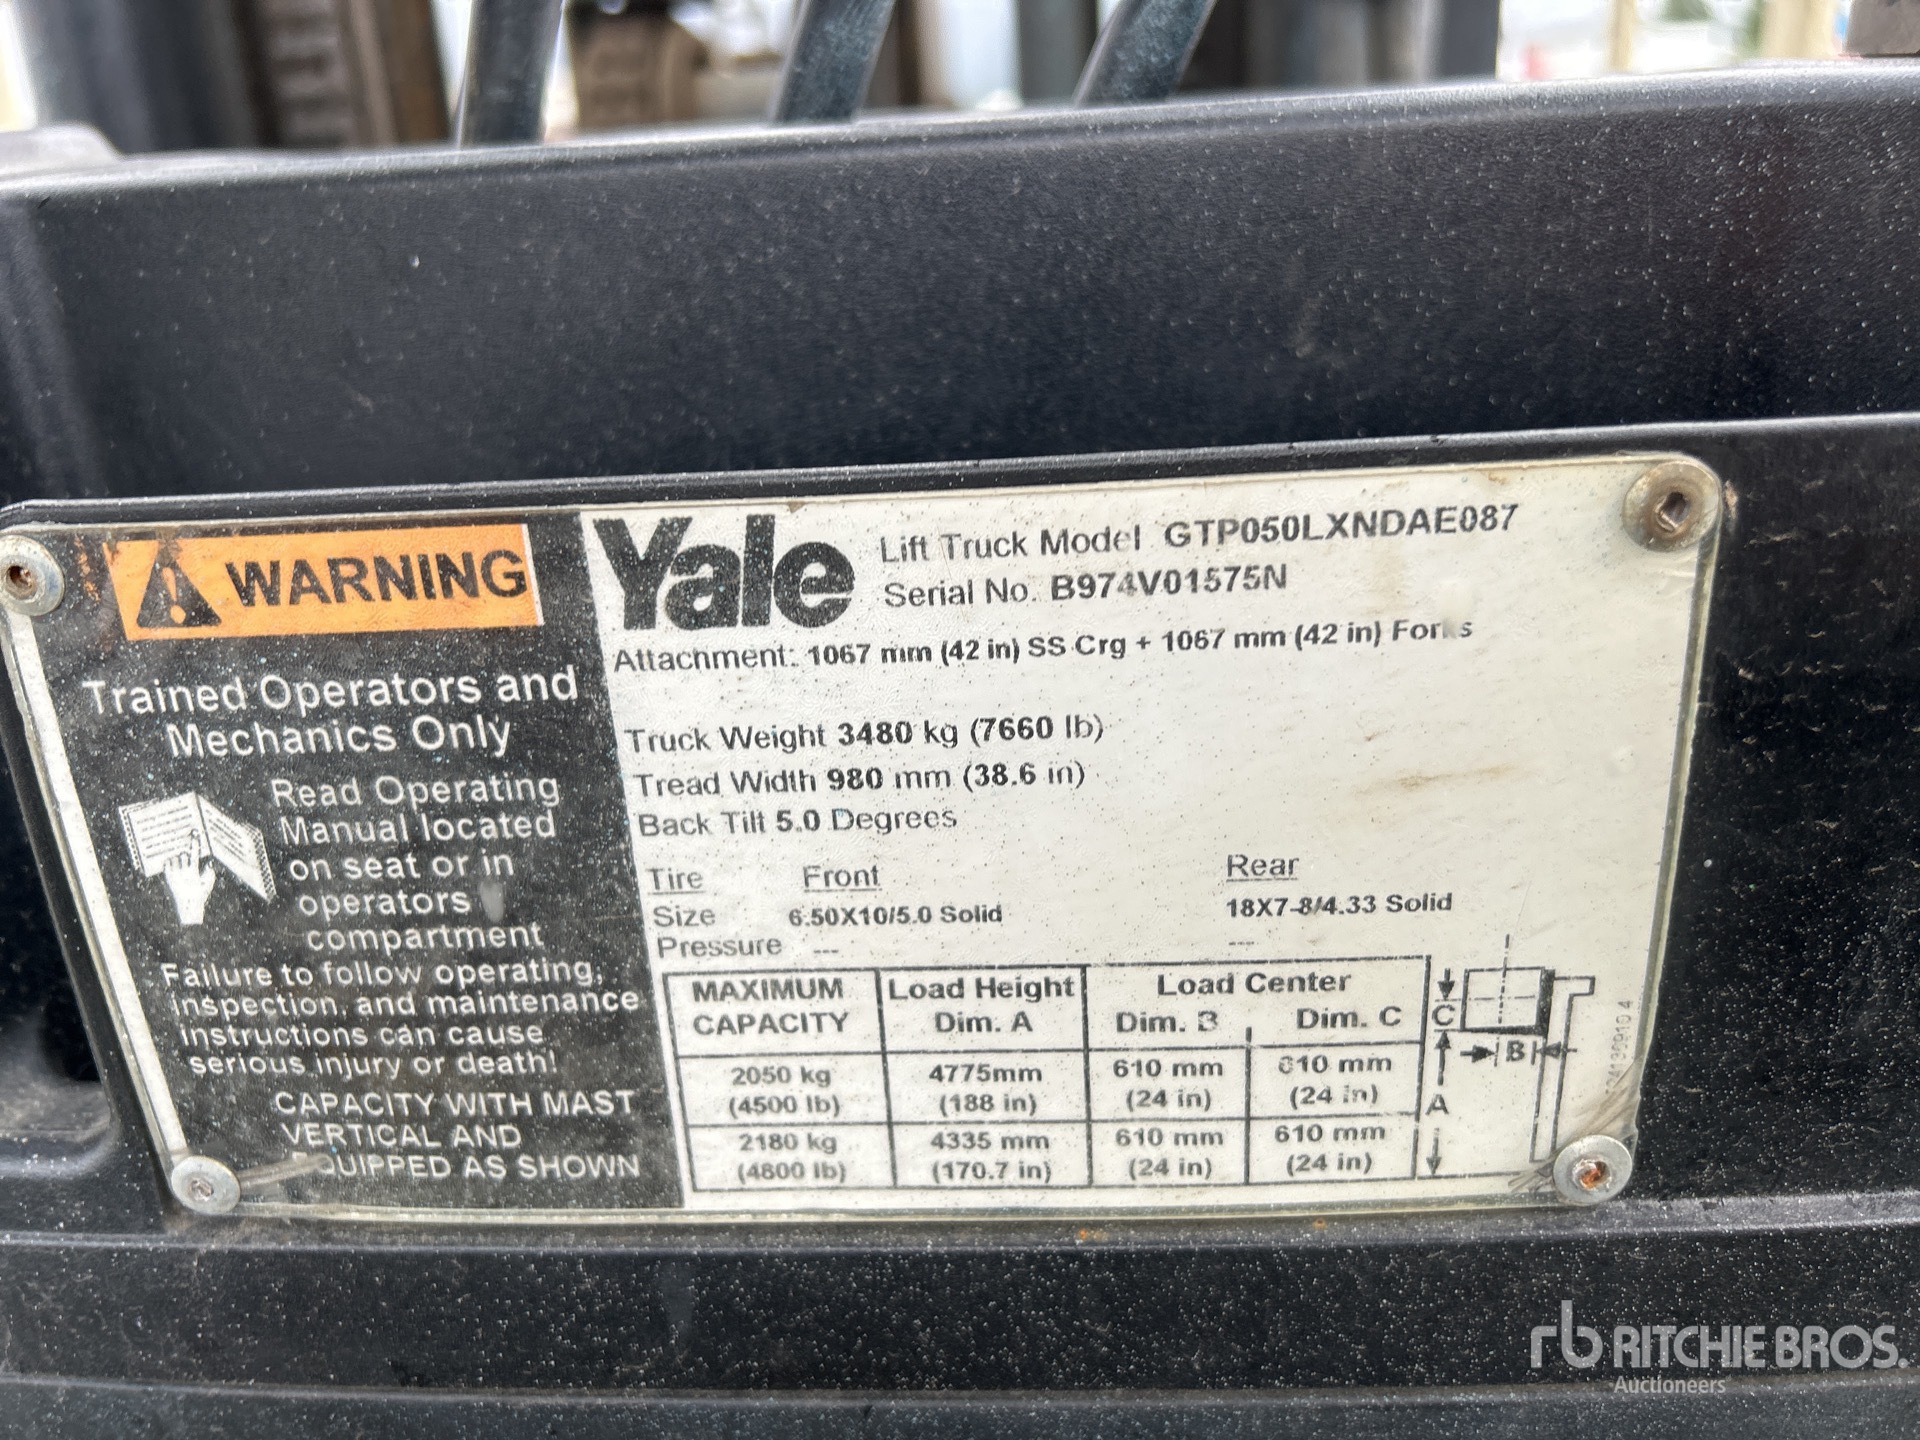 WARNING
Trained Operators and
Mechanics Only
Read Operating
Manual located
on seat or in
operators
compartment
Failure to follow operating,
inspection, and maintenance
instructions can cause
serious injury or death!
CAPACITY WITH MAST
VERTICAL AND
EQUIPPED AS SHOWN
Yale
Lift Truck Model GTP050LXNDAE087
Serial No. B974V01575N
Attachment: 1067 mm (42 in) SS Crg + 1067 mm (42 in) Forks
Truck Weight 3480 kg (7660 lb)
Tread Width 980 mm (38.6 in)
Back Tilt 5.0 Degrees
Tire Front Rear
Size 6.50X10/5.0 Solid 18X7-8/4.33 Solid
Pressure --- ---
MAXIMUM CAPACITY Load Height Dim. A Load Center Dim. B Dim. C
2050 kg 4775mm 610 mm 610 mm
(4500 lb) (188 in) (24 in) (24 in)
2180 kg 4335 mm 610 mm 610 mm
(4800 lb) (170.7 in) (24 in) (24 in)
C
B
A
rb RITCHIE BROS.
Auctioneers